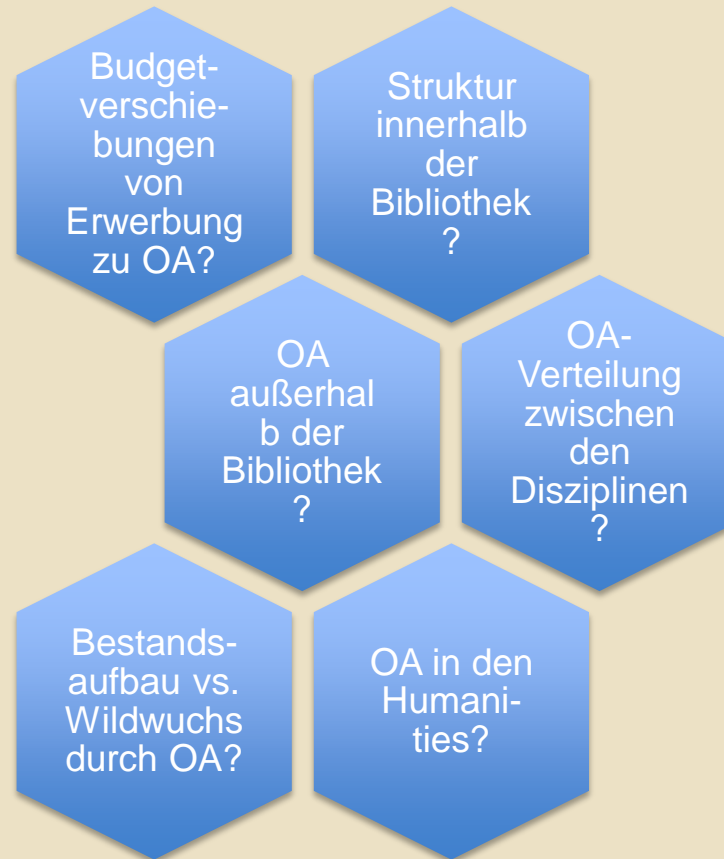 Budget-
verschie-
bungen
von
Erwerbung
zu OA?
Struktur
innerhalb
der
Bibliothek
?
OA
außerhal
b der
Bibliothek
?
OA-
Verteilung
zwischen
den
Disziplinen
?
Bestands-
aufbau vs.
Wildwuchs
durch OA?
OA in den
Humani-
ties?